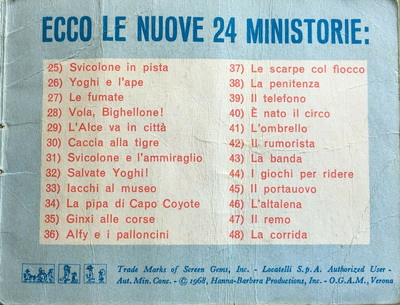 ECCO LE NUOVE 24 MINISTORIE:
25) Svicolone in pista
26) Yoghi e l'ape
27) Le fumate
28) Vola, Bighellone!
29) L'Alce va in città
30) Caccia alla tigre
31) Svicolone e l'ammiraglio
32) Salvate Yoghi!
33) Iacchi al museo
34) La pipa di Capo Coyote
35) Ginxi alle corse
36) Alfy e i palloncini
37) Le scarpe col fiocco
38) La penitenza
39) Il telefono
40) È nato il circo
41) L'ombrello
42) Il rumorista
43) La banda
44) I giochi per ridere
45) Il portauovo
46) L'altalena
47) Il remo
48) La corrida
Trade Marks of Screen Gems, Inc. - Locatelli S.p.A. Authorized User -
Aut. Min. Conc. - © 1968, Hanna-Barbera Productions, Inc. - O.G.A.M., Verona